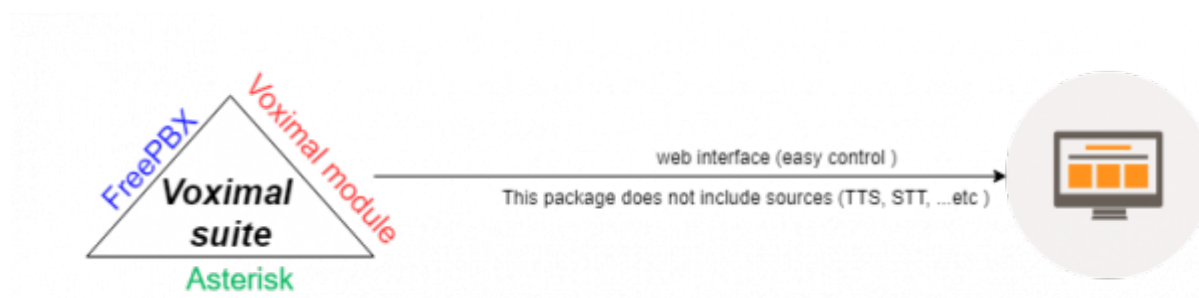 FreePBX
Voximal module
Voximal
suite
Asterisk
web interface (easy control )
This package does not include sources (TTS, STT, ...etc )